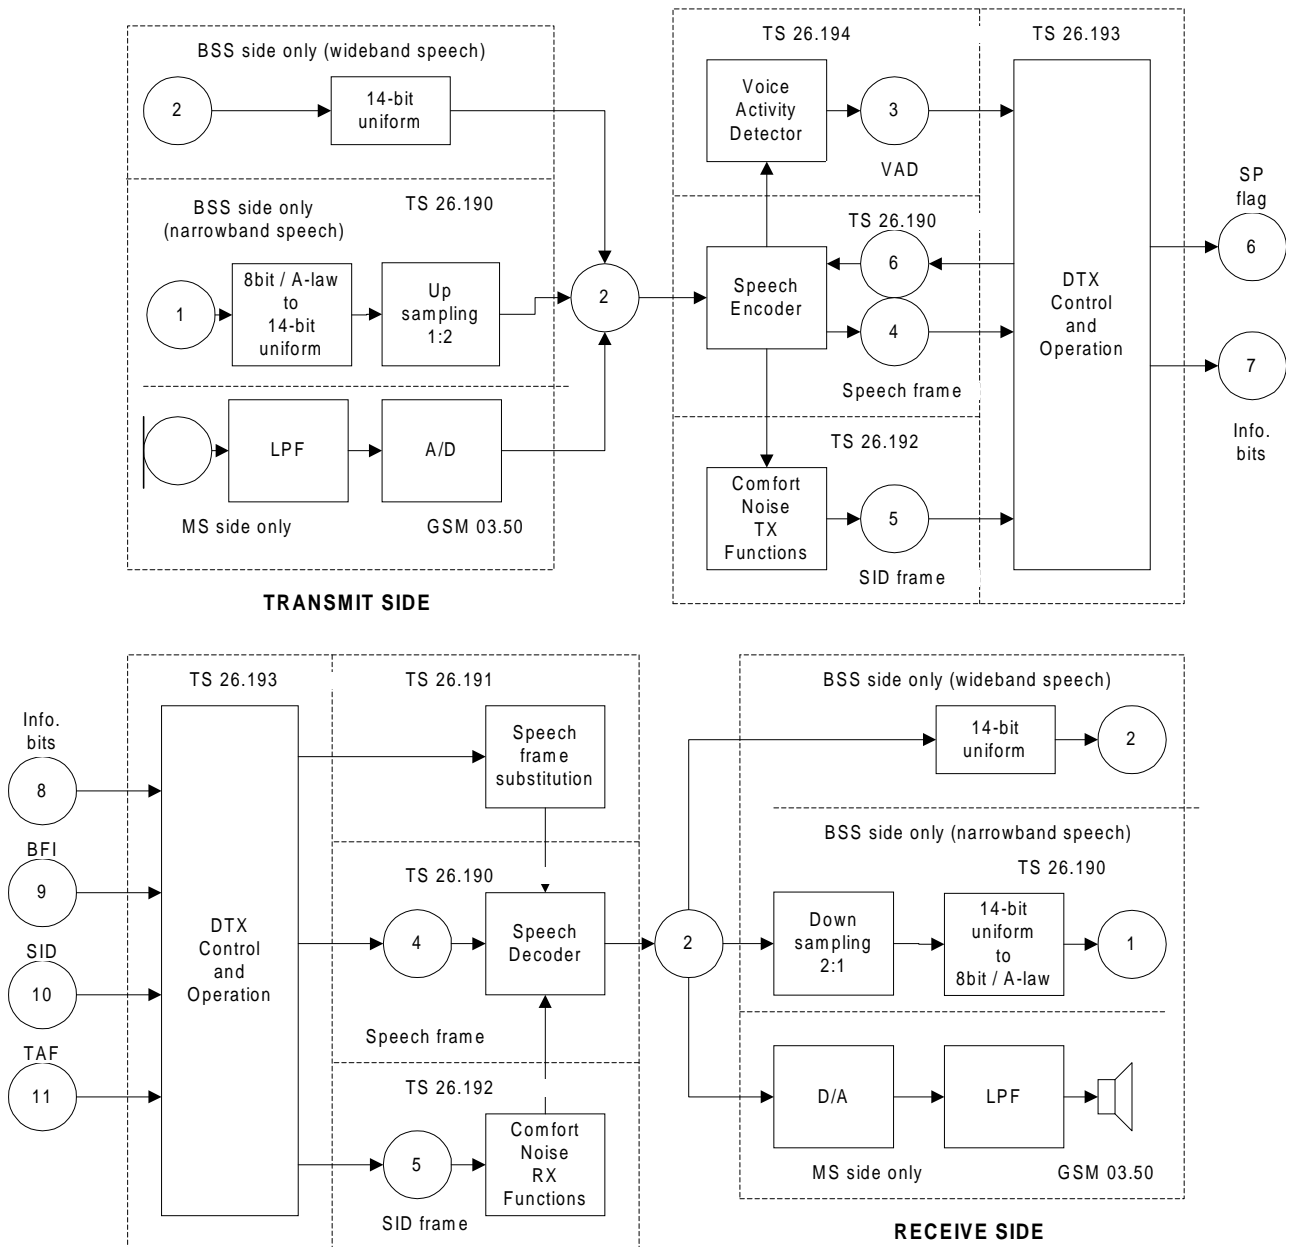 BSS side only (wideband speech)
2
14-bit
uniform
BSS side only
(narrowband speech)
TS 26.190
1
8bit / A-law
to
14-bit
uniform
Up
sampling
1:2
2
LPF
A/D
MS side only
GSM 03.50
TRANSMIT SIDE
TS 26.194
TS 26.193
Voice
Activity
Detector
3
VAD
TS 26.190
Speech
Encoder
6
4
Speech frame
TS 26.192
Comfort
Noise
TX
Functions
5
SID frame
DTX
Control
and
Operation
SP
flag
6
7
Info.
bits
TS 26.193
TS 26.191
Info.
bits
8
BFI
9
SID
10
TAF
11
DTX
Control
and
Operation
Speech
frame
substitution
TS 26.190
4
Speech
Decoder
Speech frame
TS 26.192
5
Comfort
Noise
RX
Functions
SID frame
2
BSS side only (wideband speech)
14-bit
uniform
2
BSS side only (narrowband speech)
TS 26.190
Down
sampling
2:1
14-bit
uniform
to
8bit / A-law
1
D/A
LPF
MS side only
GSM 03.50
RECEIVE SIDE